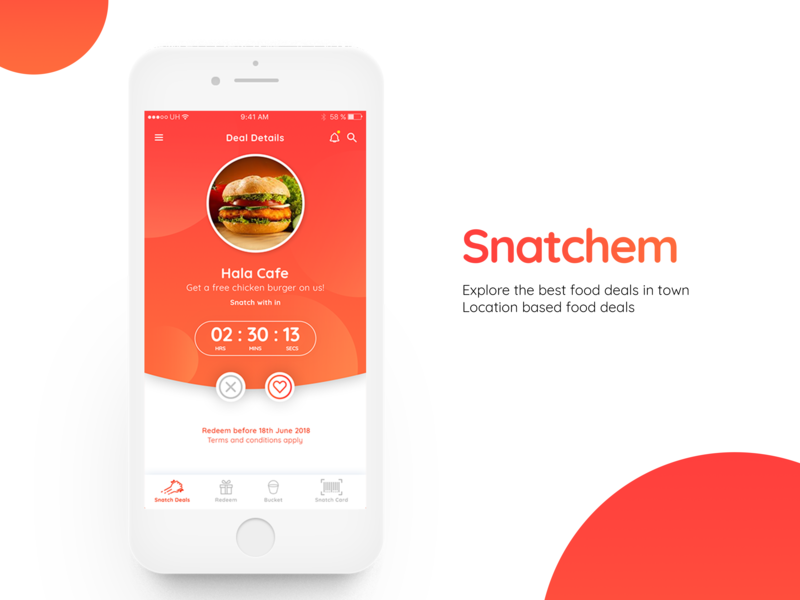 UH 9:41 AM 58 %
Deal Details
Hala Cafe
Get a free chicken burger on us!
Snatch with in
02 : 30 : 13
HRS MINS SECS
Redeem before 18th June 2018
Terms and conditions apply
Snatch Deals Redeem Bucket Snatch Card
Snatchem
Explore the best food deals in town
Location based food deals